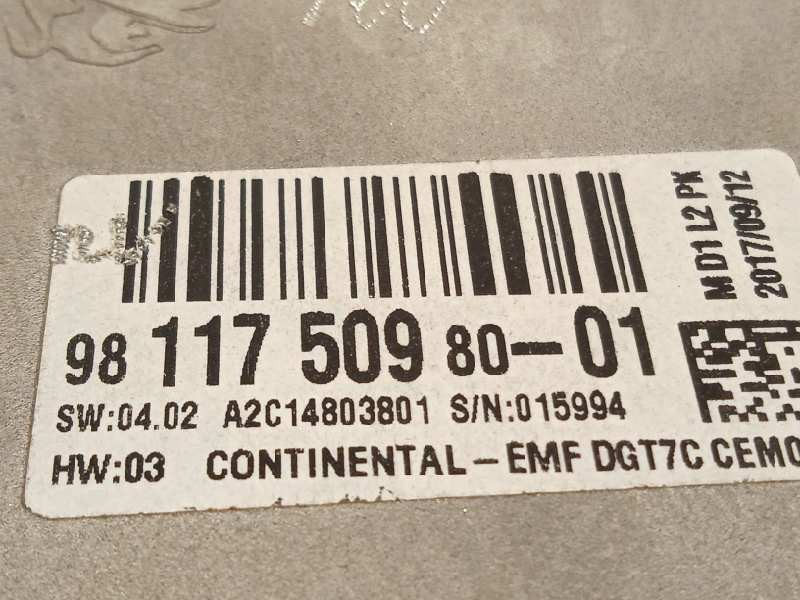 98 117 509 80-01
SW:04.02 A2C14803801 S/N:015994
HW:03 CONTINENTAL-EMF DGT7C CEM0
M D1 L2 PK
2017/09/12